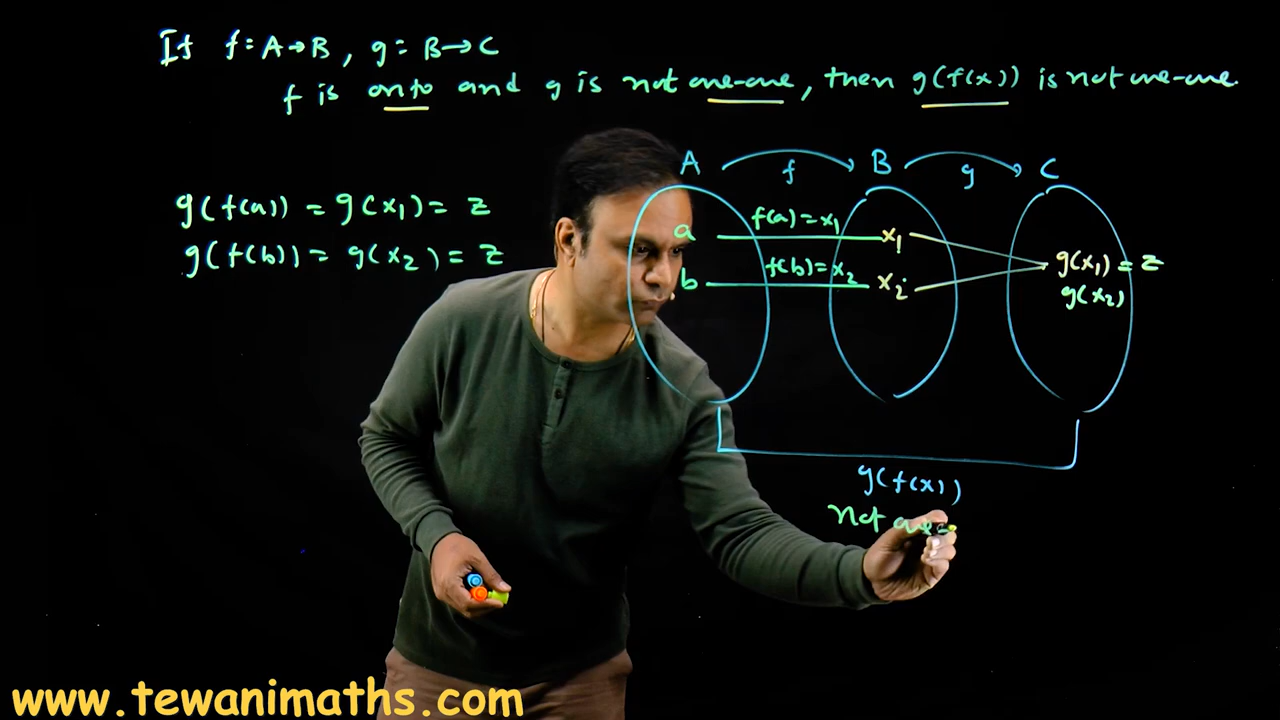 If f : A → B, g : B → C
f is onto and g is not one-one, then g(f(x)) is not one-one.
A f B g C
g(f(a)) = g(x₁) = z
g(f(b)) = g(x₂) = z
a f(a) = x₁ x₁ g(x₁) = z
b f(b) = x₂ x₂ g(x₂)
g(f(x))
Not one-
www.tewanimaths.com